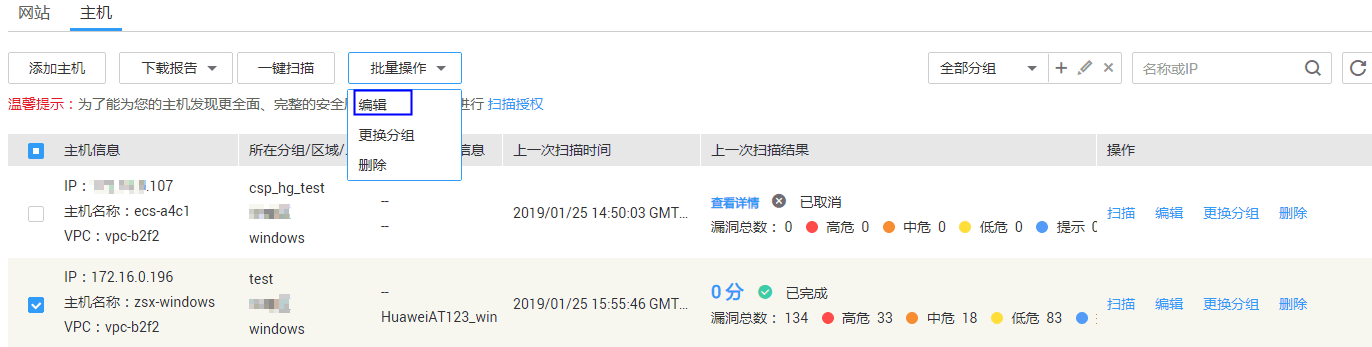 网站 主机
添加主机 下载报告 一键扫描 批量操作 全部分组 名称或IP
温馨提示：为了能为您的主机发现更全面、完整的安全 进行 扫描授权
编辑
更换分组
删除
主机信息 所在分组/区域/ 信息 上一次扫描时间 上一次扫描结果 操作
IP： .107 csp_hg_test
主机名称：ecs-a4c1
VPC：vpc-b2f2 windows
--
--
2019/01/25 14:50:03 GMT...
查看详情 已取消
漏洞总数： 0 高危 0 中危 0 低危 0 提示 0
扫描 编辑 更换分组 删除
IP：172.16.0.196 test
主机名称：zsx-windows
VPC：vpc-b2f2 windows
--
HuaweiAT123_win
2019/01/25 15:55:46 GMT...
0 分 已完成
漏洞总数： 134 高危 33 中危 18 低危 83
扫描 编辑 更换分组 删除